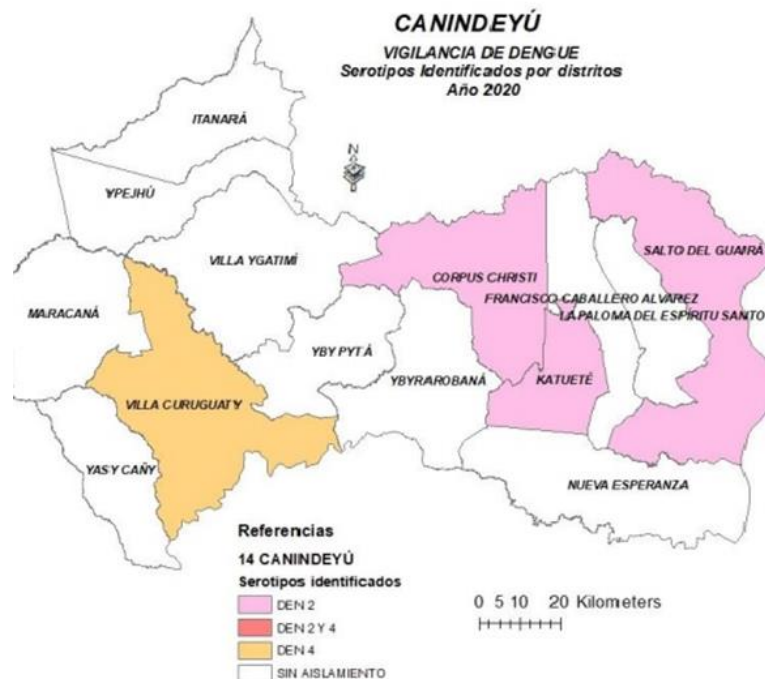 CANINDEYÚ
VIGILANCIA DE DENGUE
Serotipos Identificados por distritos
Año 2020
ITANARÁ
N
YPEJHÚ
VILLA YGATIMÍ
SALTO DEL GUAIRÁ
CORPUS CHRISTI
FRANCISCO CABALLERO ALVAREZ
MARACANÁ
LA PALOMA DEL ESPÍRITU SANTO
YBY PYTÁ
YBYRAROBANÁ
KATUETÉ
VILLA CURUGUATY
YASY CAÑY
NUEVA ESPERANZA
Referencias
14 CANINDEYÚ
Serotipos identificados
DEN 2
DEN 2 Y 4
DEN 4
SIN AISLAMIENTO
0 5 10 20 Kilometers